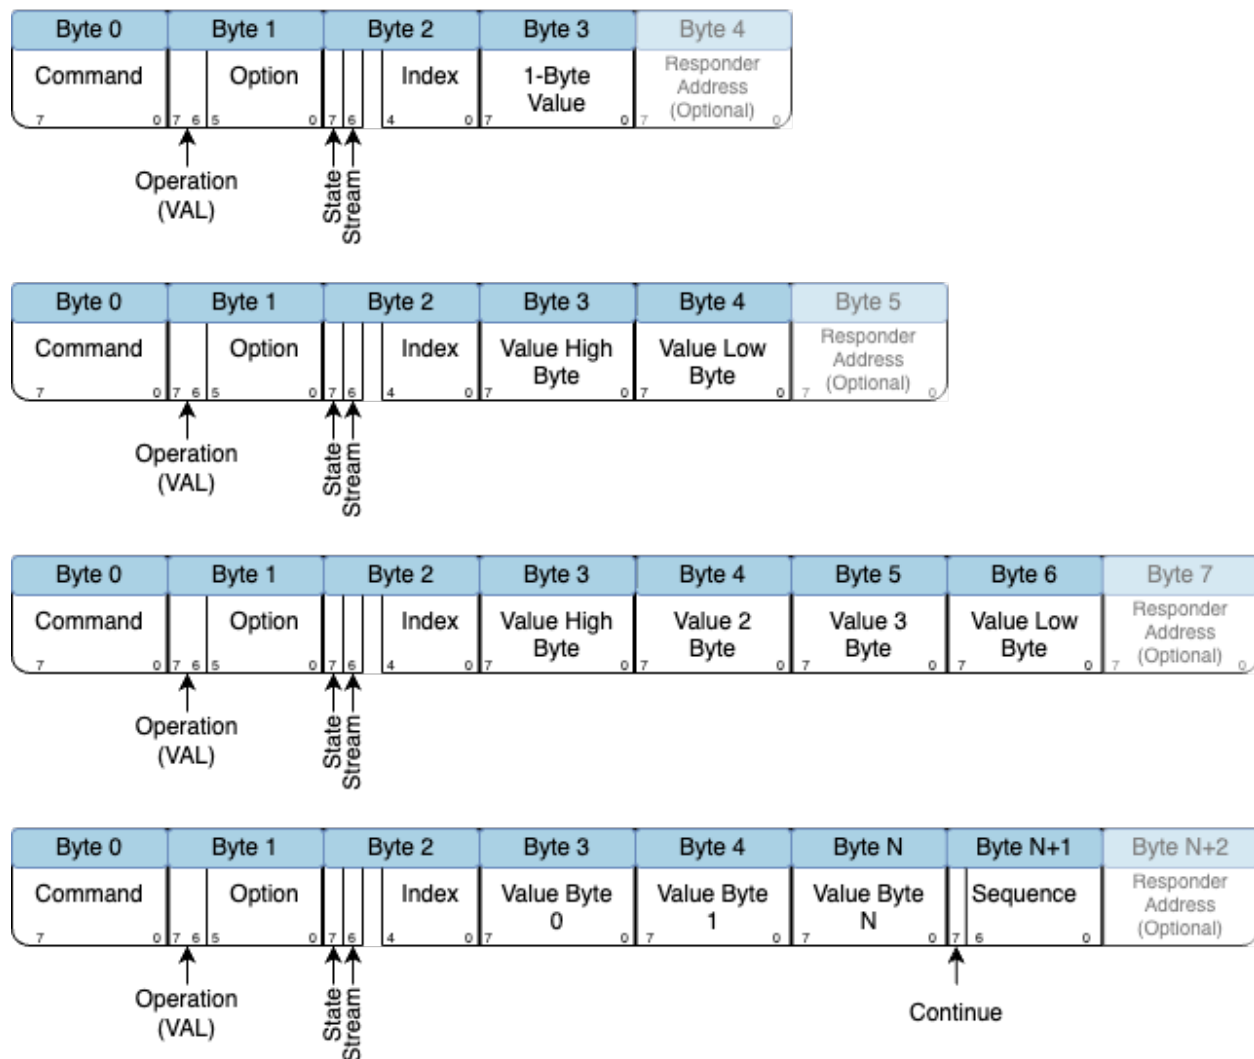 Byte 0 Byte 1 Byte 2 Byte 3 Byte 4
Command Option Index 1-Byte Value Responder Address (Optional)
7 0 7 6 5 0 7 6 4 0 7 0 7 0
Operation (VAL) State Stream
Byte 0 Byte 1 Byte 2 Byte 3 Byte 4 Byte 5
Command Option Index Value High Byte Value Low Byte Responder Address (Optional)
7 0 7 6 5 0 7 6 4 0 7 0 7 0 7 0
Operation (VAL) State Stream
Byte 0 Byte 1 Byte 2 Byte 3 Byte 4 Byte 5 Byte 6 Byte 7
Command Option Index Value High Byte Value 2 Byte Value 3 Byte Value Low Byte Responder Address (Optional)
7 0 7 6 5 0 7 6 4 0 7 0 7 0 7 0 7 0 7 0
Operation (VAL) State Stream
Byte 0 Byte 1 Byte 2 Byte 3 Byte 4 Byte N Byte N+1 Byte N+2
Command Option Index Value Byte 0 Value Byte 1 Value Byte N Sequence Responder Address (Optional)
7 0 7 6 5 0 7 6 4 0 7 0 7 0 7 0 7 6 0
Operation (VAL) State Stream Continue